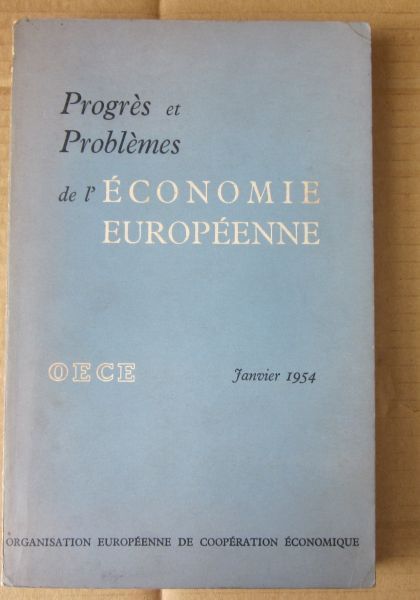 Progrès et
Problèmes
de l' ÉCONOMIE
EUROPÉENNE
OECE Janvier 1954
ORGANISATION EUROPÉENNE DE COOPÉRATION ÉCONOMIQUE